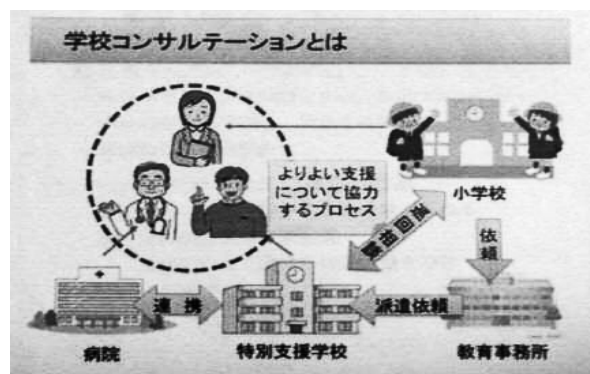 学校コンサルテーションとは
よりよい支援
について協力
するプロセス
小学校
依頼
連携
派遣依頼
病院
特別支援学校
教育事務所